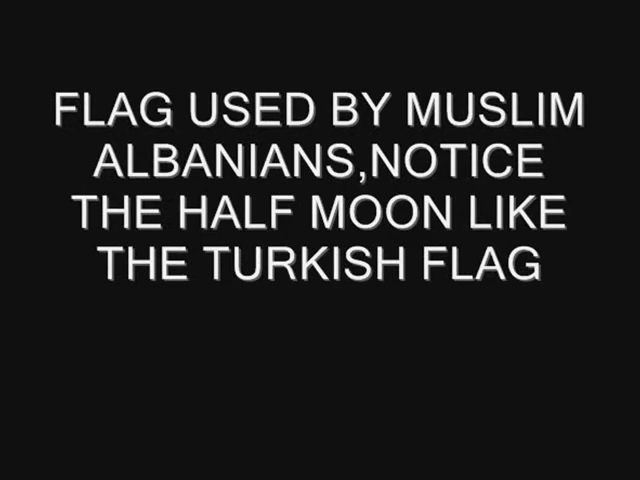 FLAG USED BY MUSLIM
ALBANIANS,NOTICE
THE HALF MOON LIKE
THE TURKISH FLAG